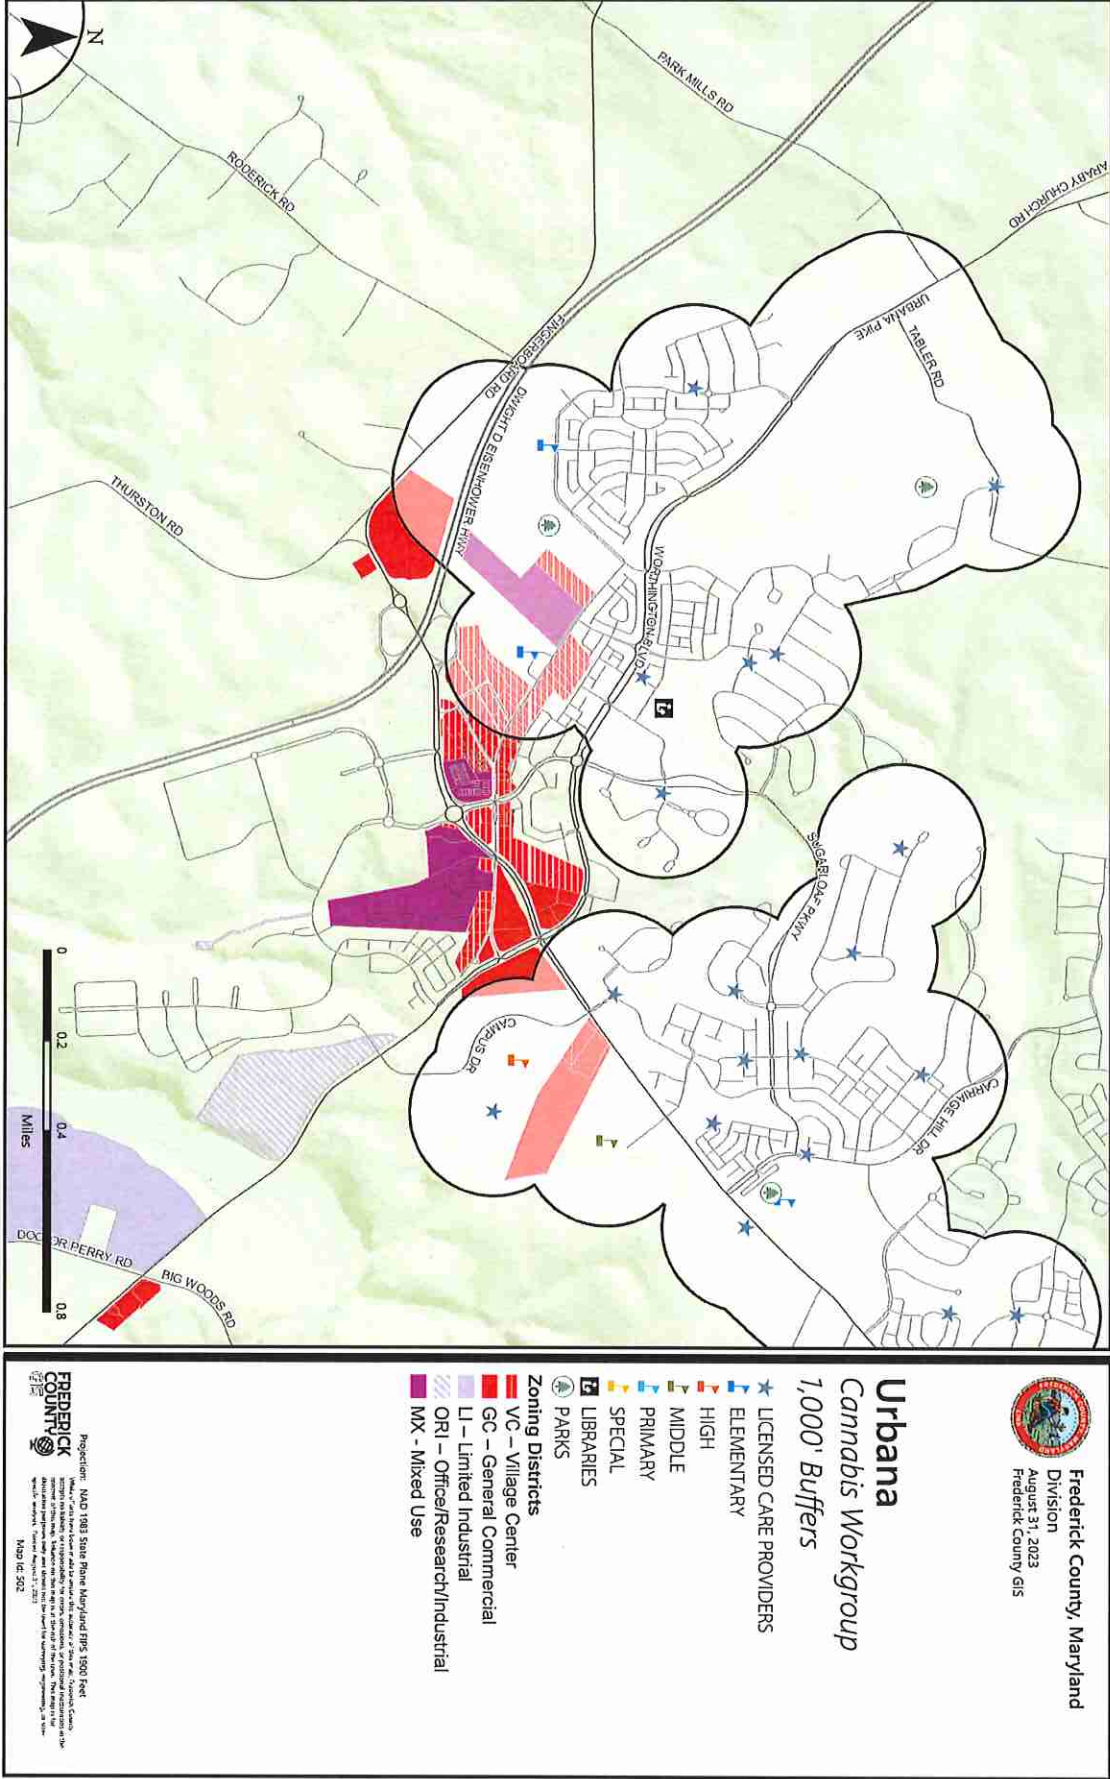 Frederick County, Maryland
Division
August 31, 2023
Frederick County GIS
Urbana
Cannabis Workgroup
1,000' Buffers
LICENSED CARE PROVIDERS
ELEMENTARY
HIGH
MIDDLE
PRIMARY
SPECIAL
LIBRARIES
PARKS
Zoning Districts
VC – Village Center
GC – General Commercial
LI – Limited Industrial
ORI – Office/Research/Industrial
MX - Mixed Use
FREDERICK
COUNTY
Projection: NAD 1983 State Plane Maryland FIPS 1900 Feet
Map Id: 502
N
PARK MILLS RD
ARABY CHURCH RD
RODERICK RD
URBANA PIKE
TABLER RD
FINGERBOARD RD
DWIGHT D EISENHOWER HWY
THURSTON RD
WORTHINGTON BLVD
SUGARLOAF PKWY
CAMPUS DR
CARRIAGE HILL DR
DOCTOR PERRY RD
BIG WOODS RD
0
0.2
0.4
0.8
Miles